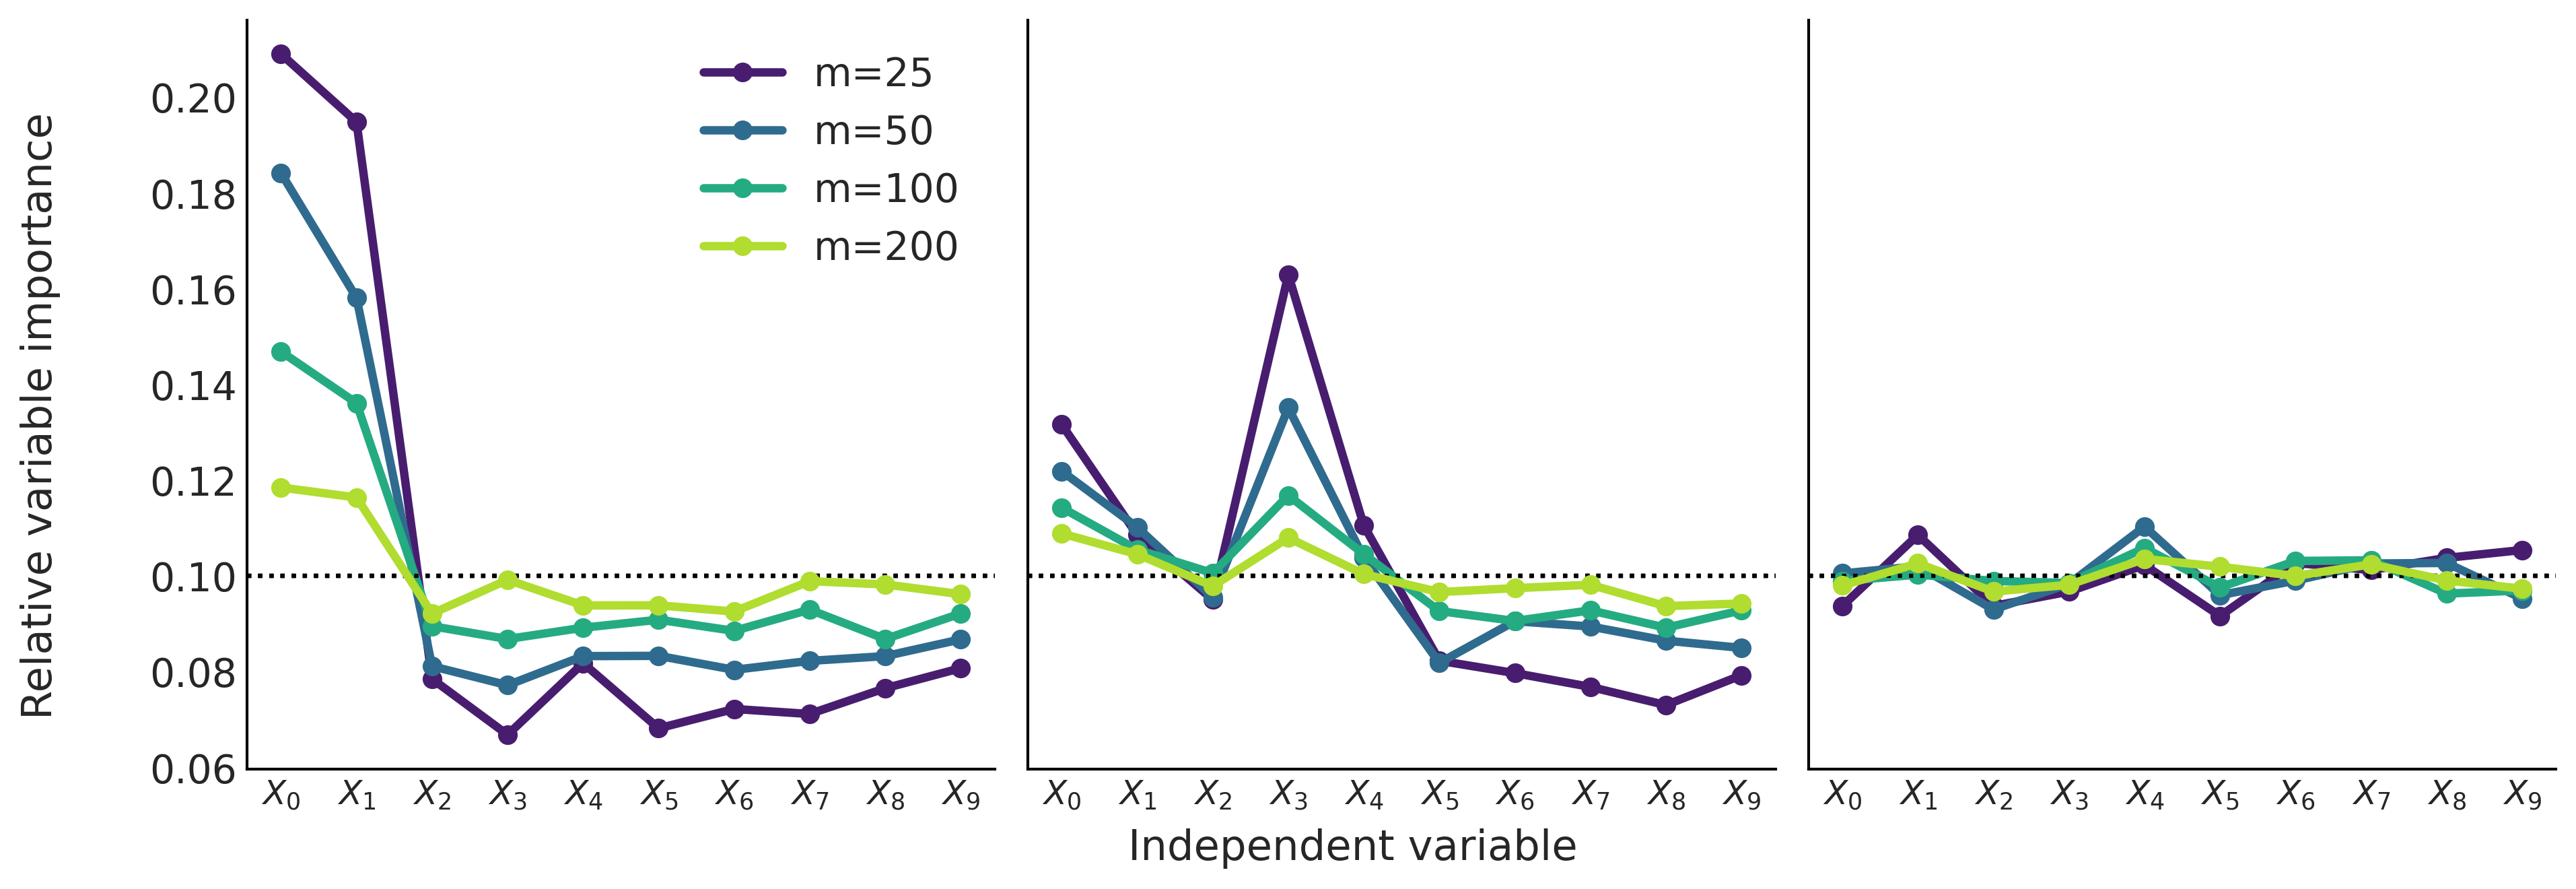 Relative variable importance
0.20
0.18
0.16
0.14
0.12
0.10
0.08
0.06
m=25
m=50
m=100
m=200
X0 X1 X2 X3 X4 X5 X6 X7 X8 X9
X0 X1 X2 X3 X4 X5 X6 X7 X8 X9
X0 X1 X2 X3 X4 X5 X6 X7 X8 X9
Independent variable